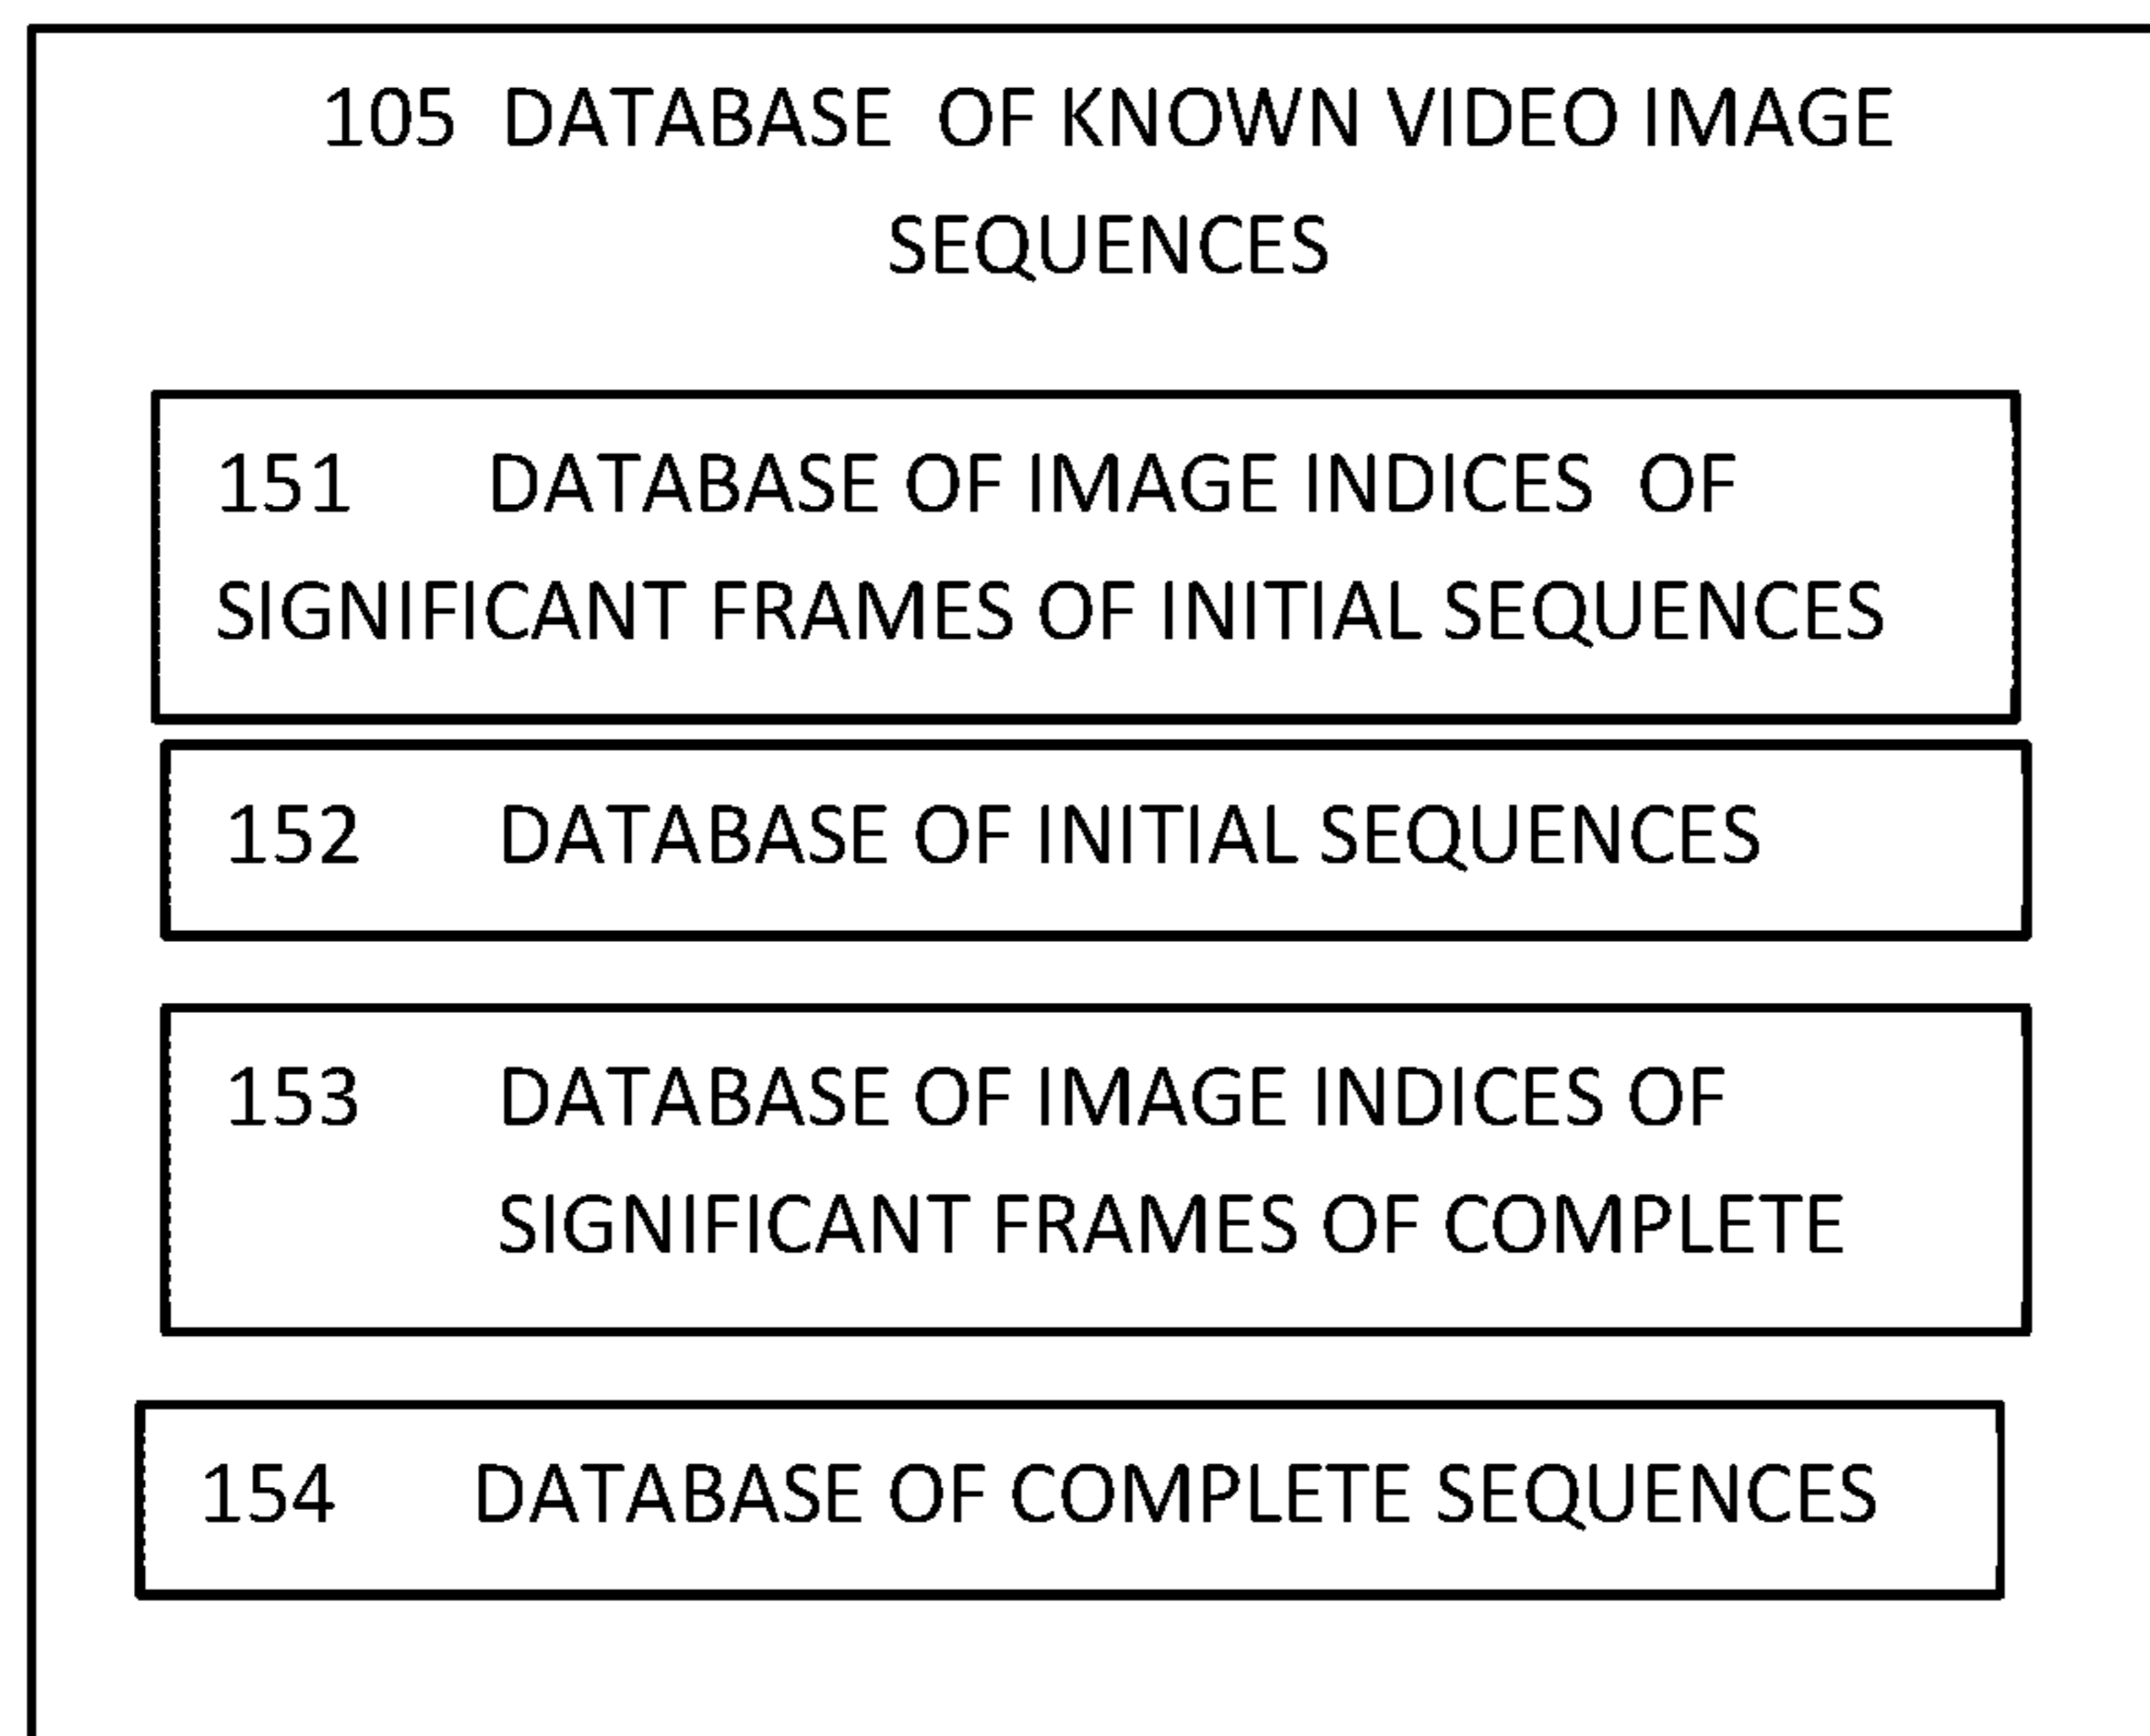 105 DATABASE OF KNOWN VIDEO IMAGE
SEQUENCES
151 DATABASE OF IMAGE INDICES OF
SIGNIFICANT FRAMES OF INITIAL SEQUENCES
152 DATABASE OF INITIAL SEQUENCES
153 DATABASE OF IMAGE INDICES OF
SIGNIFICANT FRAMES OF COMPLETE
154 DATABASE OF COMPLETE SEQUENCES